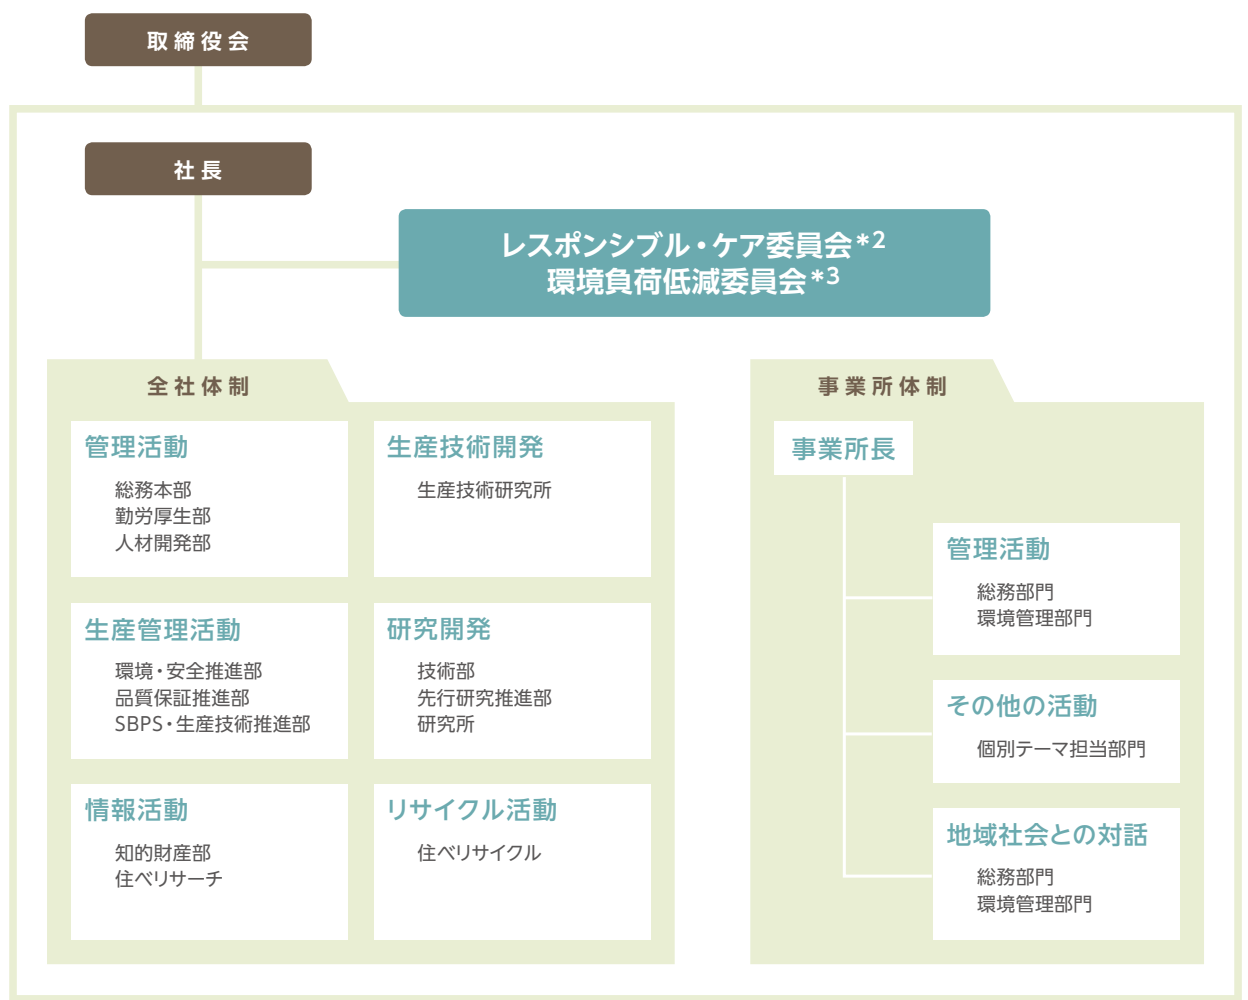 取締役会
社長
レスポンシブル・ケア委員会*2
環境負荷低減委員会*3
全社体制
管理活動
総務本部
勤労厚生部
人材開発部
生産技術開発
生産技術研究所
生産管理活動
環境・安全推進部
品質保証推進部
SBPS・生産技術推進部
研究開発
技術部
先行研究推進部
研究所
情報活動
知的財産部
住べリサーチ
リサイクル活動
住べリサイクル
事業所体制
事業所長
管理活動
総務部門
環境管理部門
その他の活動
個別テーマ担当部門
地域社会との対話
総務部門
環境管理部門